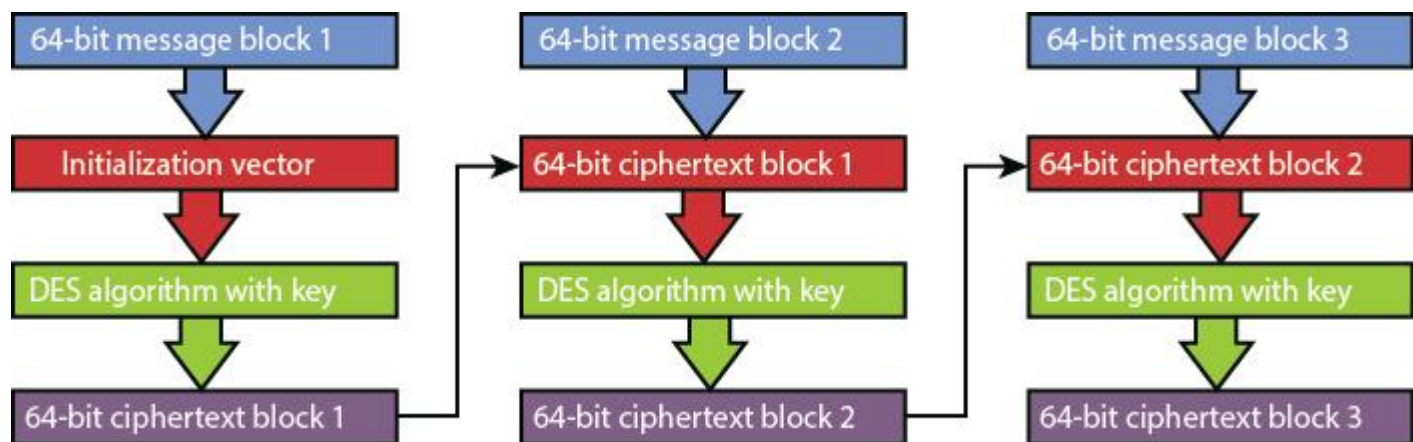 64-bit message block 1
64-bit message block 2
64-bit message block 3
Initialization vector
64-bit ciphertext block 1
64-bit ciphertext block 2
DES algorithm with key
DES algorithm with key
DES algorithm with key
64-bit ciphertext block 1
64-bit ciphertext block 2
64-bit ciphertext block 3